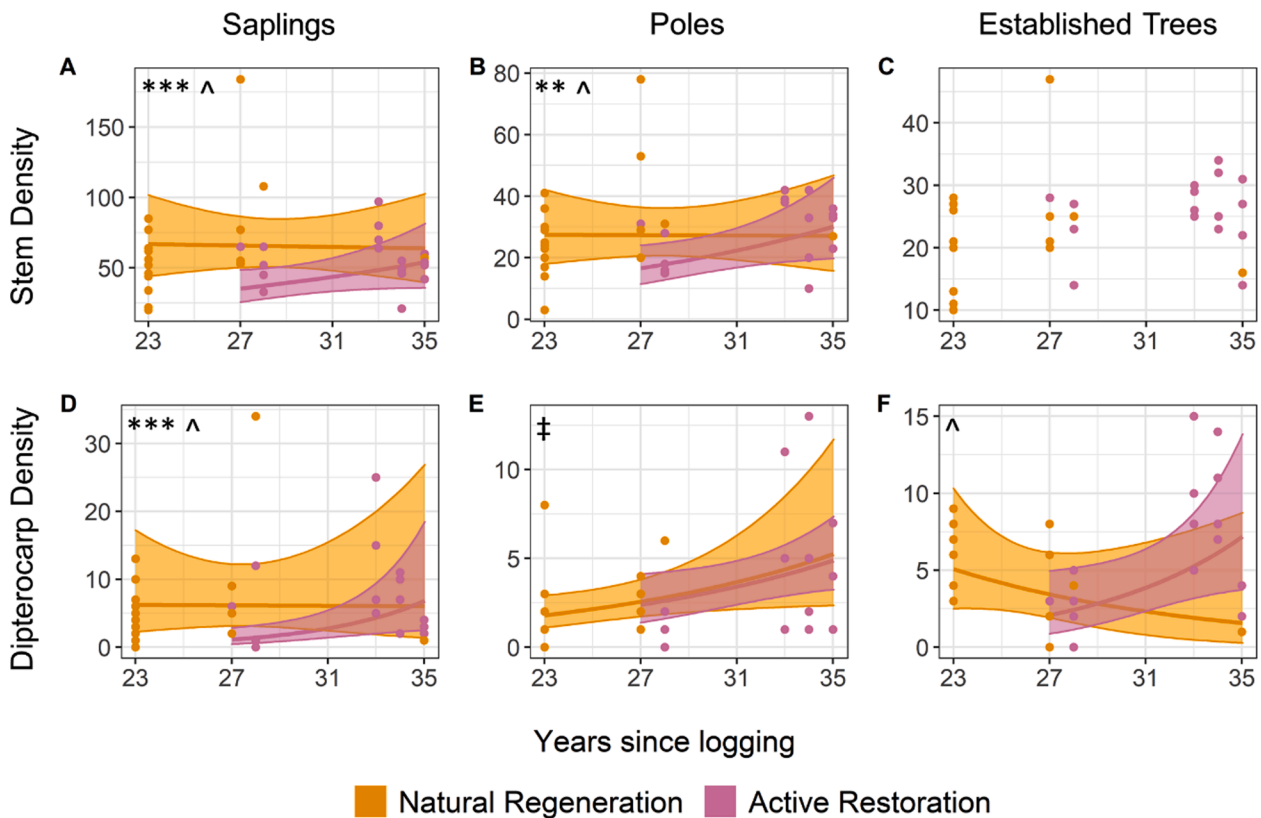 Saplings Poles Established Trees
A B C
*** ^ ** ^
Stem Density
150
100
50
80
60
40
20
0
40
30
20
10
23 27 31 35 23 27 31 35 23 27 31 35
D E F
*** ^ ‡ ^
Dipterocarp Density
30
20
10
0
10
5
0
15
10
5
0
23 27 31 35 23 27 31 35 23 27 31 35
Years since logging
Natural Regeneration Active Restoration